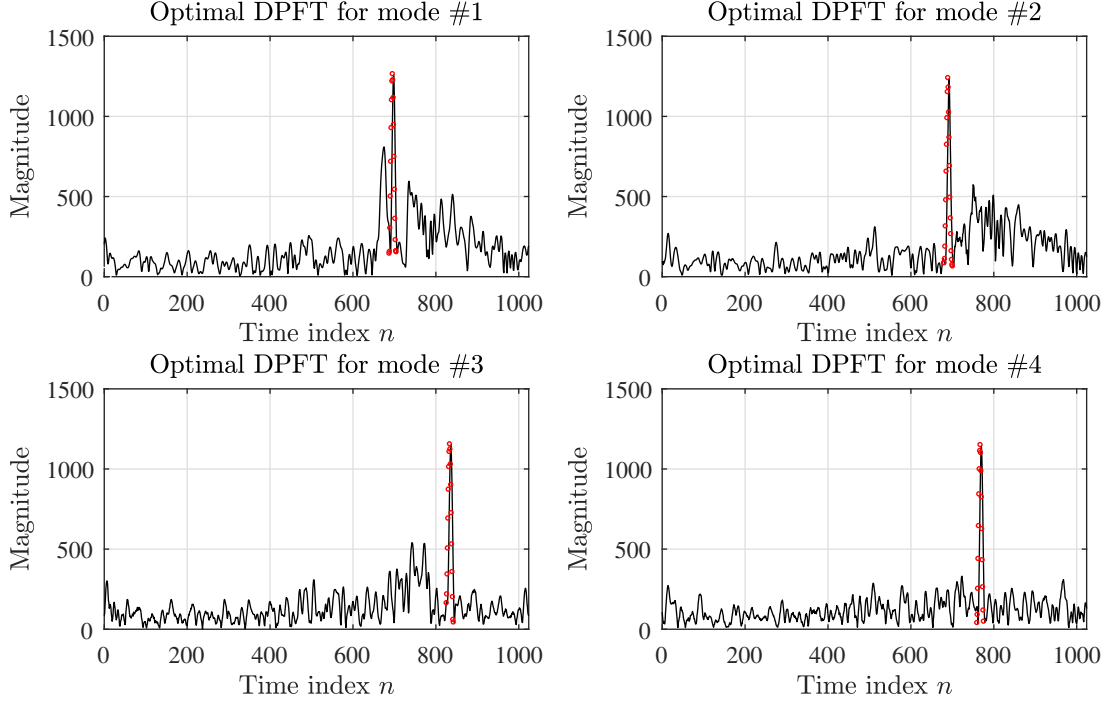 Optimal DPFT for mode #1
1500
1000
500
0
Magnitude
0 200 400 600 800 1000
Time index n
Optimal DPFT for mode #2
1500
1000
500
0
Magnitude
0 200 400 600 800 1000
Time index n
Optimal DPFT for mode #3
1500
1000
500
0
Magnitude
0 200 400 600 800 1000
Time index n
Optimal DPFT for mode #4
1500
1000
500
0
Magnitude
0 200 400 600 800 1000
Time index n